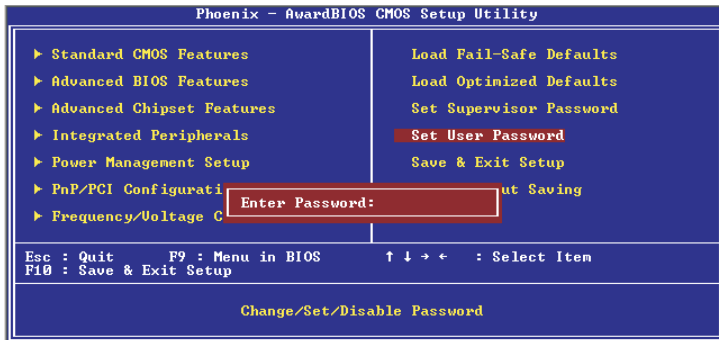 Phoenix - AwardBIOS CMOS Setup Utility
Standard CMOS Features
Advanced BIOS Features
Advanced Chipset Features
Integrated Peripherals
Power Management Setup
PnP/PCI Configurati
Frequency/Voltage C
Load Fail-Safe Defaults
Load Optimized Defaults
Set Supervisor Password
Set User Password
Save & Exit Setup
ut Saving
Enter Password:
Esc : Quit F9 : Menu in BIOS ↑ ↓ → ← : Select Item
F10 : Save & Exit Setup
Change/Set/Disable Password